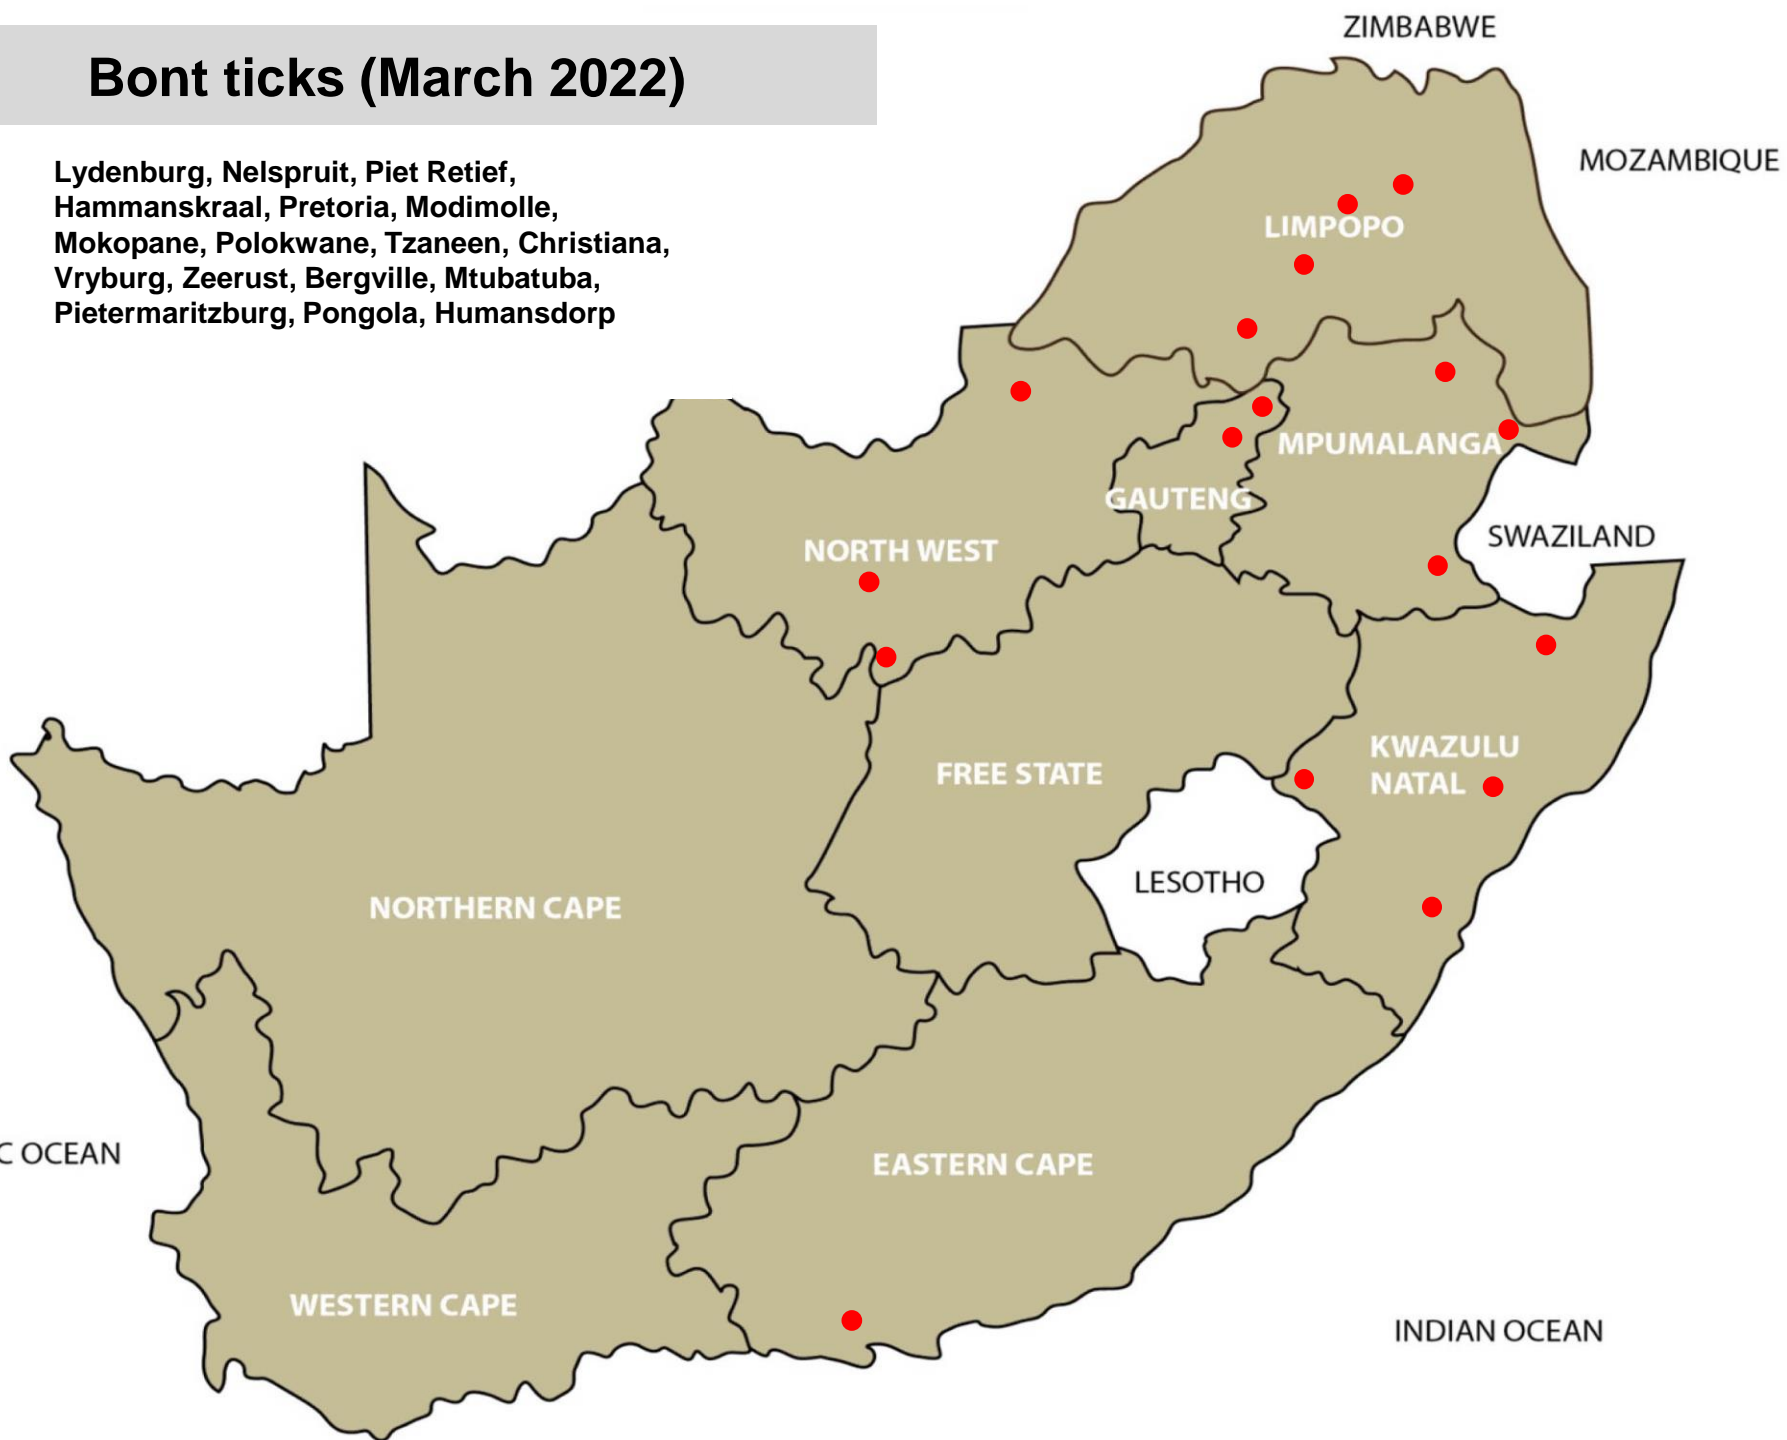 Bont ticks (March 2022)
Lydenburg, Nelspruit, Piet Retief,
Hammanskraal, Pretoria, Modimolle,
Mokopane, Polokwane, Tzaneen, Christiana,
Vryburg, Zeerust, Bergville, Mtubatuba,
Pietermaritzburg, Pongola, Humansdorp
ZIMBABWE
MOZAMBIQUE
LIMPOPO
MPUMALANGA
GAUTENG
SWAZILAND
NORTH WEST
KWAZULU
NATAL
FREE STATE
LESOTHO
NORTHERN CAPE
C OCEAN
EASTERN CAPE
WESTERN CAPE
INDIAN OCEAN